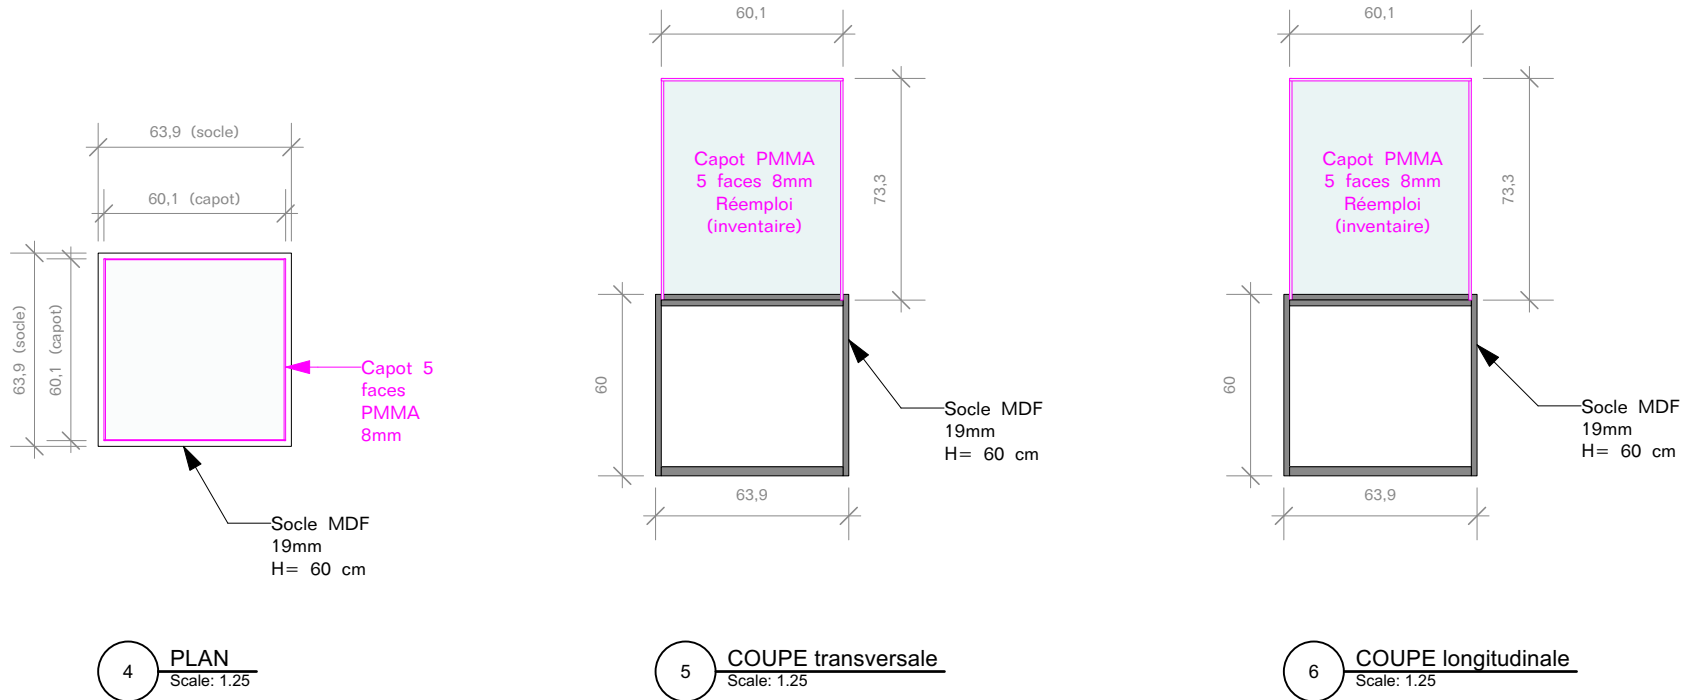 63,9 (socle)
60,1 (capot)
63,9 (socle)
60,1 (capot)
Capot 5
faces
PMMA
8mm
Socle MDF
19mm
H= 60 cm
4
PLAN
Scale: 1.25
60,1
73,3
Capot PMMA
5 faces 8mm
Réemploi
(inventaire)
60
Socle MDF
19mm
H= 60 cm
63,9
5
COUPE transversale
Scale: 1.25
60,1
73,3
Capot PMMA
5 faces 8mm
Réemploi
(inventaire)
60
Socle MDF
19mm
H= 60 cm
63,9
6
COUPE longitudinale
Scale: 1.25